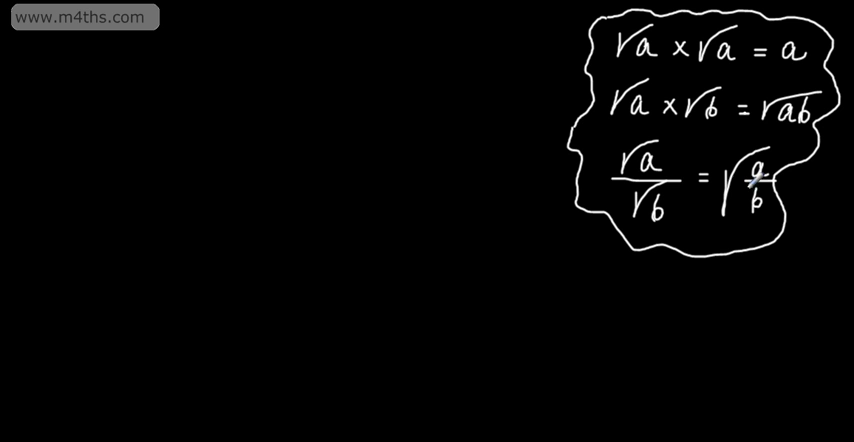 www.m4ths.com
√a × √a = a
√a × √b = √ab
√a/√b = √a/b